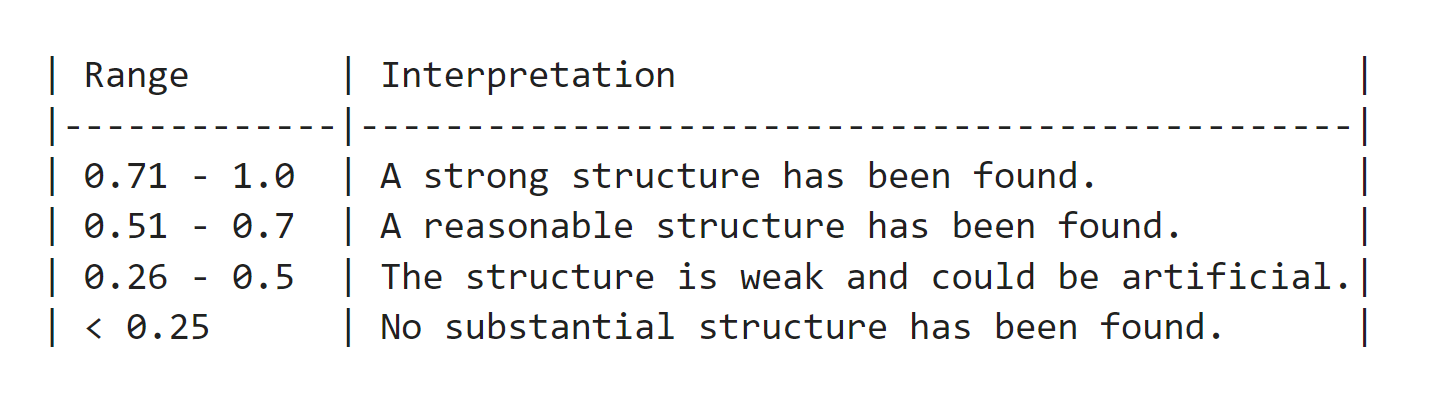 | Range       | Interpretation                                |
|-------------|-----------------------------------------------|
| 0.71 - 1.0  | A strong structure has been found.            |
| 0.51 - 0.7  | A reasonable structure has been found.        |
| 0.26 - 0.5  | The structure is weak and could be artificial.|
| < 0.25      | No substantial structure has been found.      |